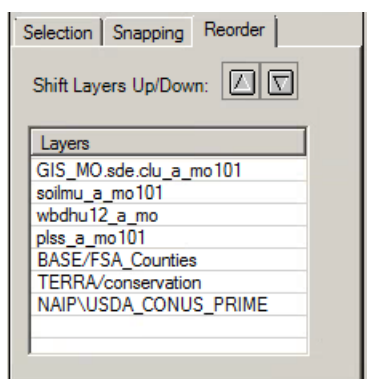 Selection Snapping Reorder
Shift Layers Up/Down:
Layers
GIS_MO.sde.clu_a_mo101
soilmu_a_mo101
wbdhu12_a_mo
plss_a_mo101
BASE/FSA_Counties
TERRA/conservation
NAIP\USDA_CONUS_PRIME